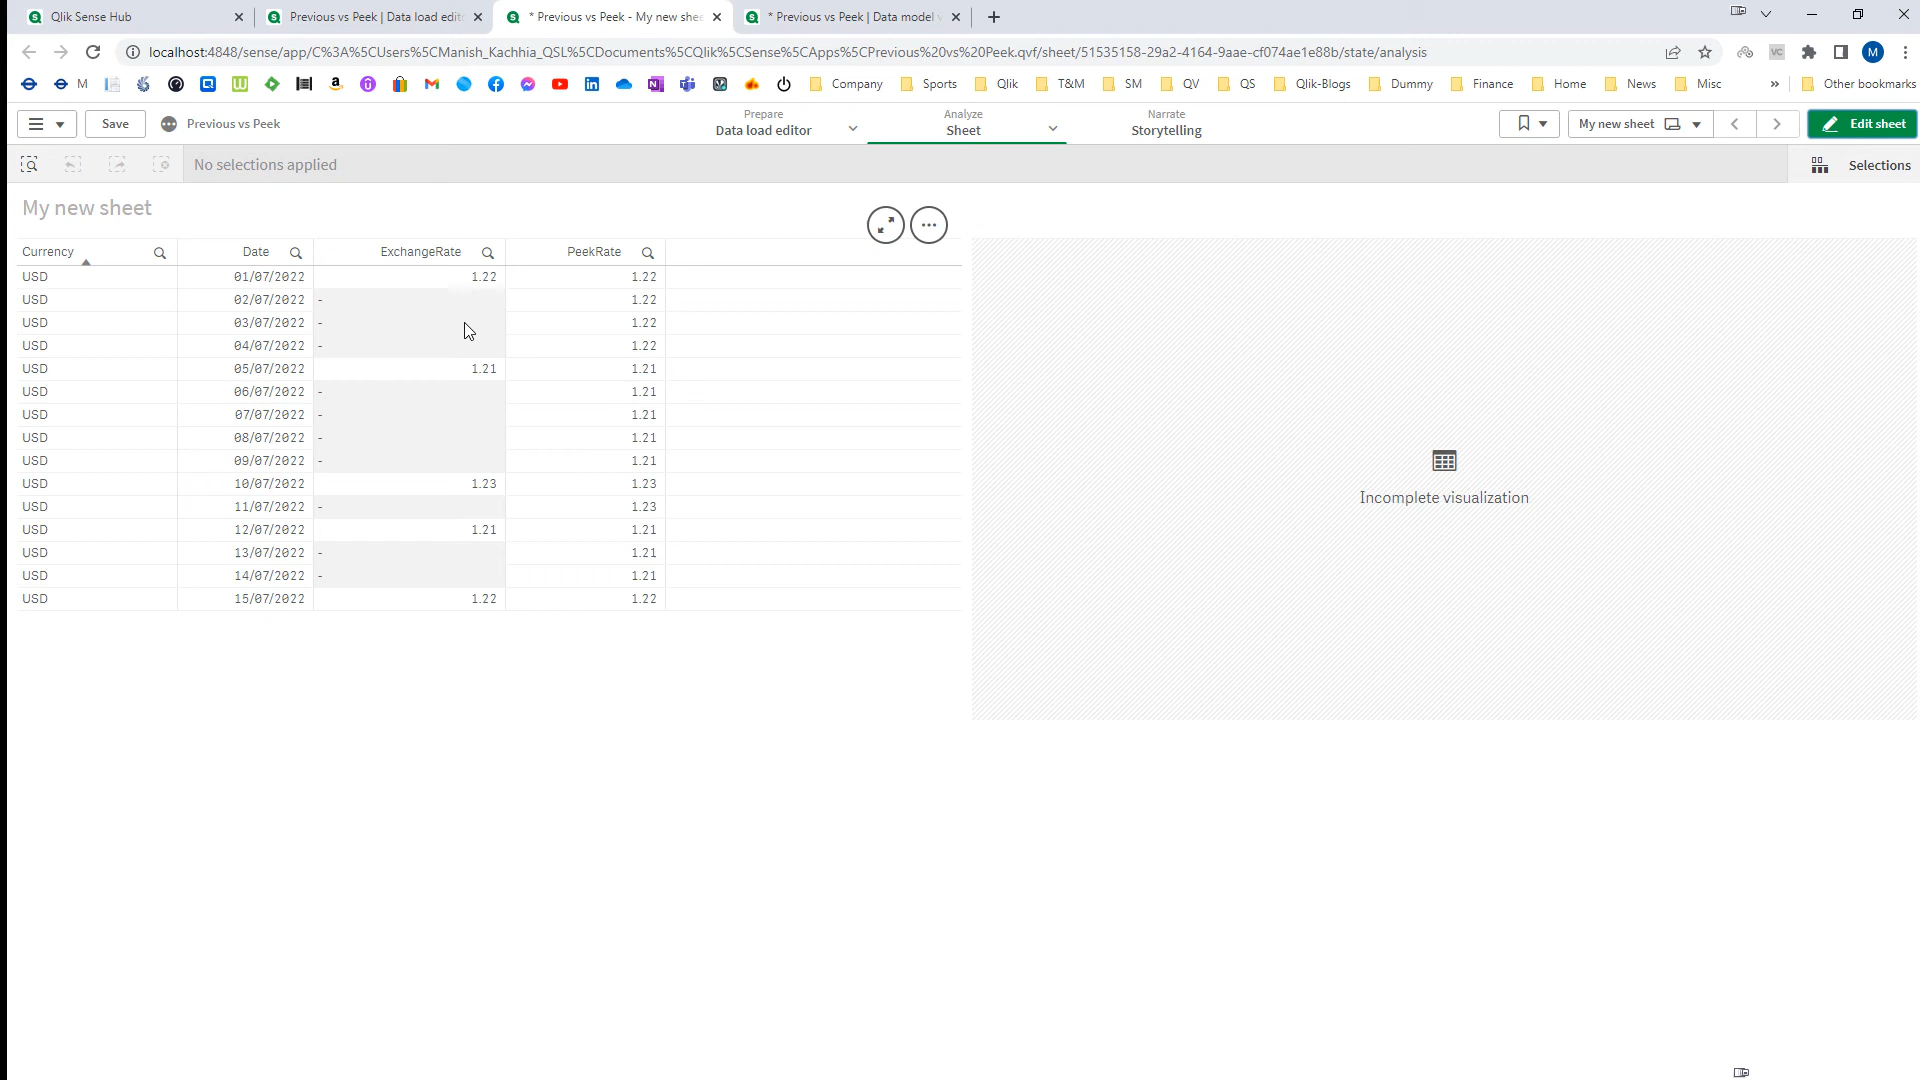 Qlik Sense Hub
Previous vs Peek | Data load edit
* Previous vs Peek - My new shee
* Previous vs Peek | Data model v
localhost:4848/sense/app/C%3A%5CUsers%5CManish_Kachhia_QSL%5CDocuments%5CQlik%5CSense%5CApps%5CPrevious%20vs%20Peek.qvf/sheet/51535158-29a2-4164-9aae-cf074ae1e88b/state/analysis
M
M Company Sports Qlik T&M SM QV QS Qlik-Blogs Dummy Finance Home News Misc » Other bookmarks
Save
Previous vs Peek
Prepare
Data load editor
Analyze
Sheet
Narrate
Storytelling
My new sheet
Edit sheet
No selections applied
Selections
My new sheet
Currency Date ExchangeRate PeekRate
USD 01/07/2022 1.22 1.22
USD 02/07/2022 - 1.22
USD 03/07/2022 - 1.22
USD 04/07/2022 - 1.22
USD 05/07/2022 1.21 1.21
USD 06/07/2022 - 1.21
USD 07/07/2022 - 1.21
USD 08/07/2022 - 1.21
USD 09/07/2022 - 1.21
USD 10/07/2022 1.23 1.23
USD 11/07/2022 - 1.23
USD 12/07/2022 1.21 1.21
USD 13/07/2022 - 1.21
USD 14/07/2022 - 1.21
USD 15/07/2022 1.22 1.22
Incomplete visualization